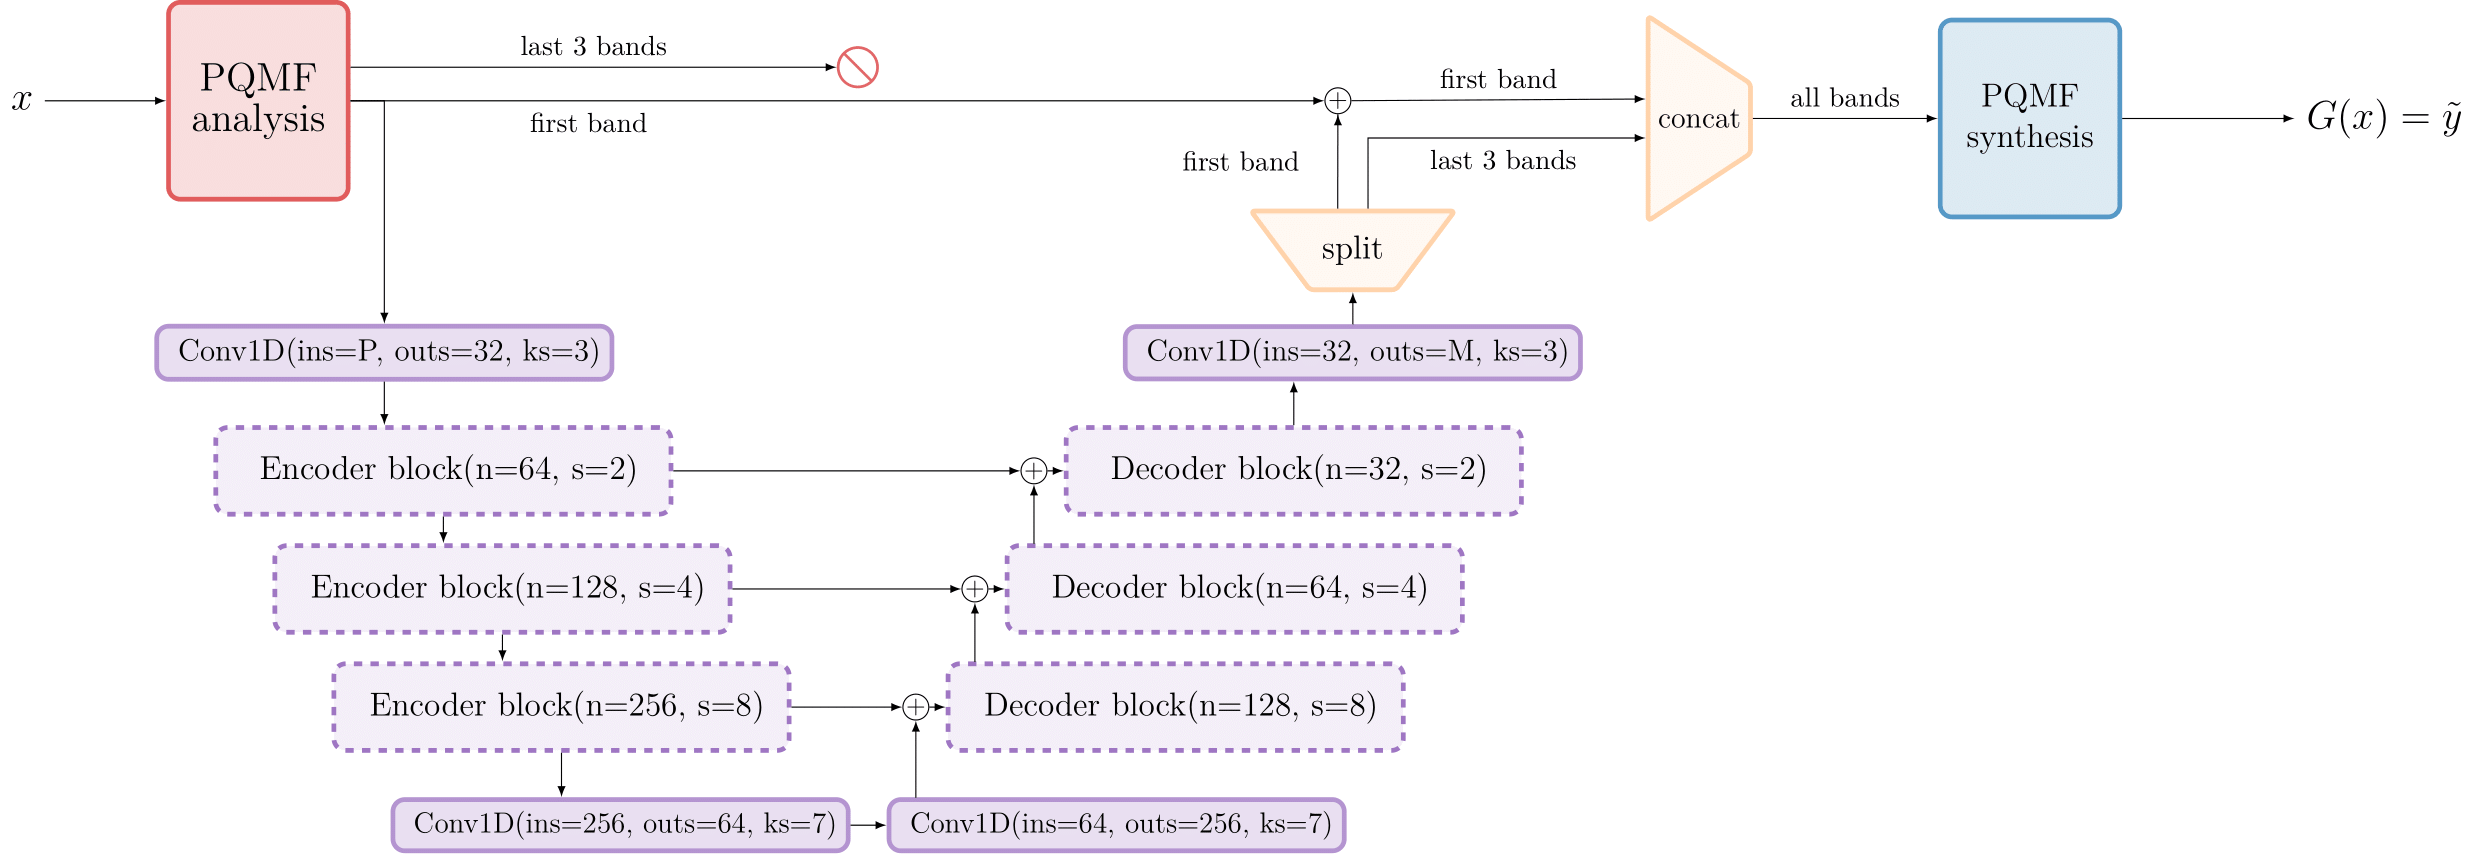 x
PQMF
analysis
last 3 bands
first band
first band
last 3 bands
first band
concat
all bands
PQMF
synthesis
G(x) = ỹ
split
Conv1D(ins=P, outs=32, ks=3)
Conv1D(ins=32, outs=M, ks=3)
Encoder block(n=64, s=2)
+
Decoder block(n=32, s=2)
Encoder block(n=128, s=4)
+
Decoder block(n=64, s=4)
Encoder block(n=256, s=8)
+
Decoder block(n=128, s=8)
Conv1D(ins=256, outs=64, ks=7)
Conv1D(ins=64, outs=256, ks=7)